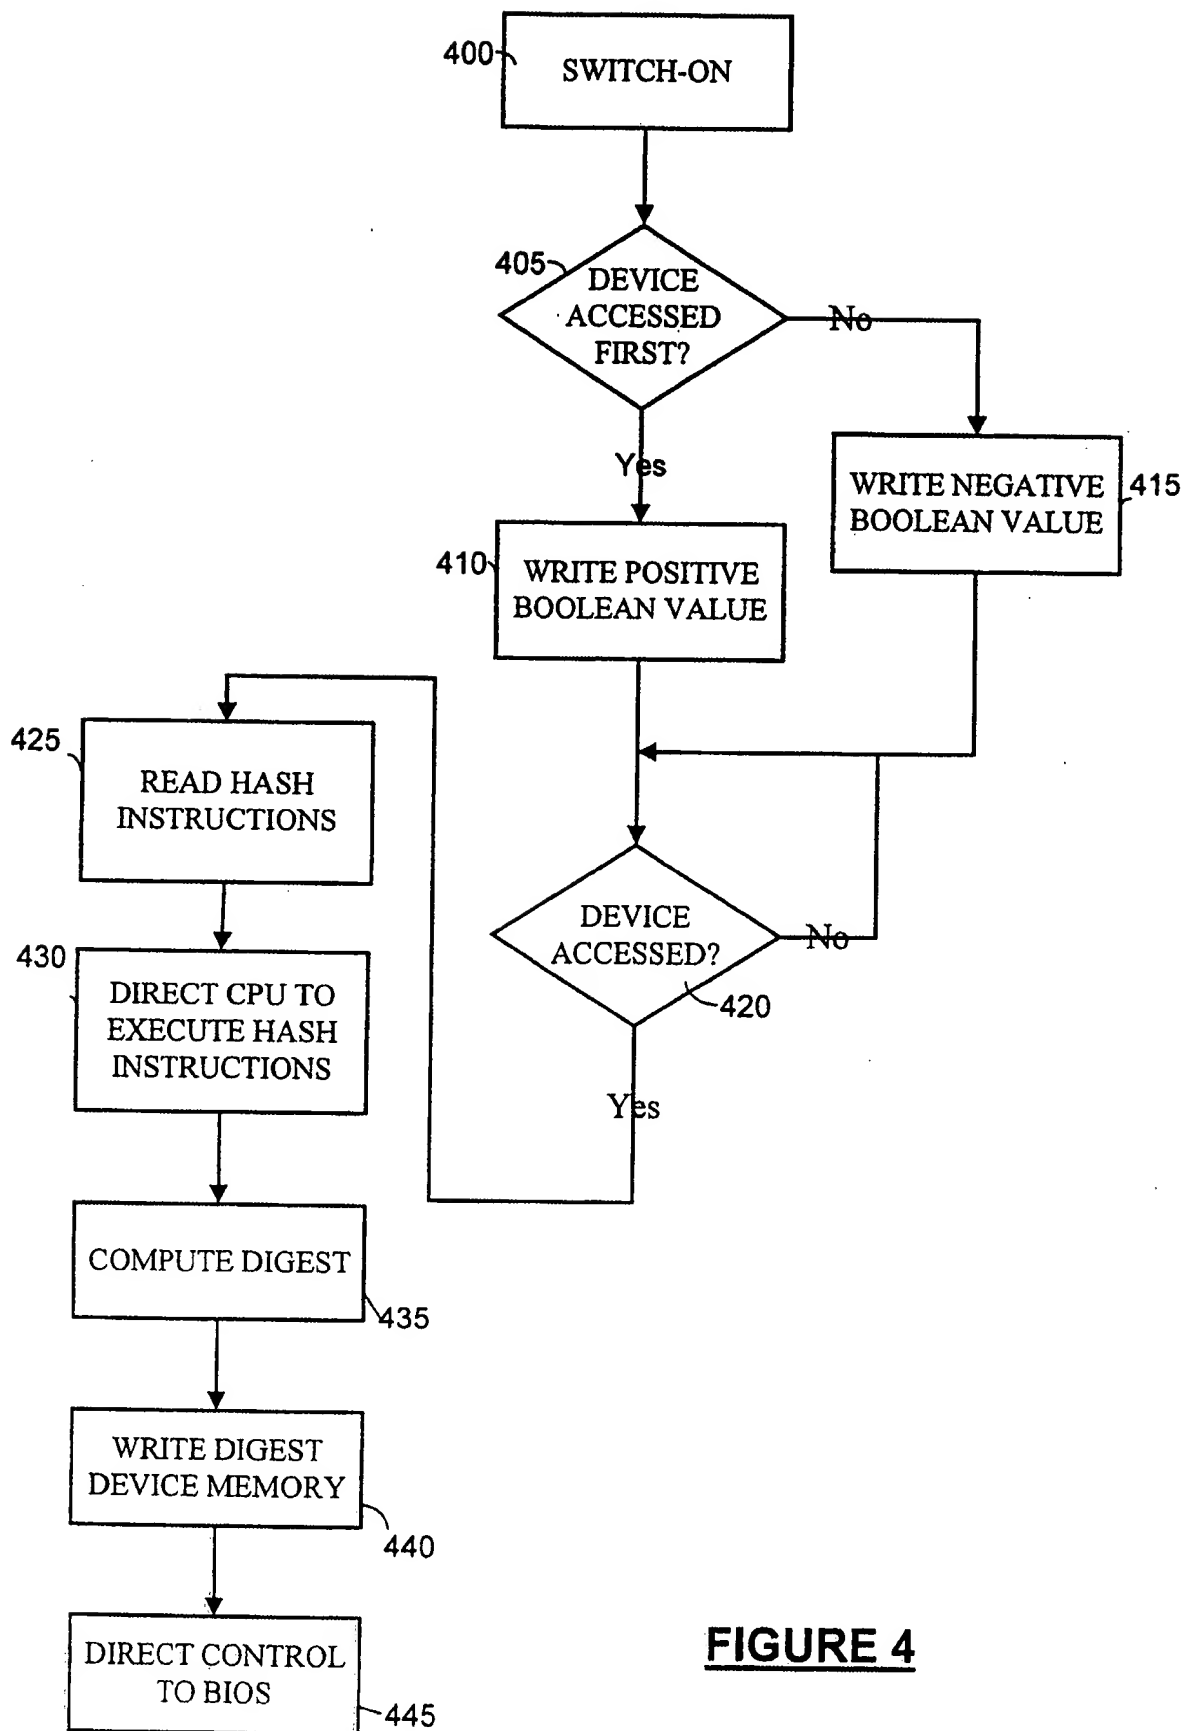 400
SWITCH-ON
405
DEVICE
ACCESSED
FIRST?
No
Yes
WRITE NEGATIVE
BOOLEAN VALUE
415
410
WRITE POSITIVE
BOOLEAN VALUE
425
READ HASH
INSTRUCTIONS
DEVICE
ACCESSED?
No
420
430
DIRECT CPU TO
EXECUTE HASH
INSTRUCTIONS
Yes
COMPUTE DIGEST
435
WRITE DIGEST
DEVICE MEMORY
440
DIRECT CONTROL
TO BIOS
445
FIGURE 4